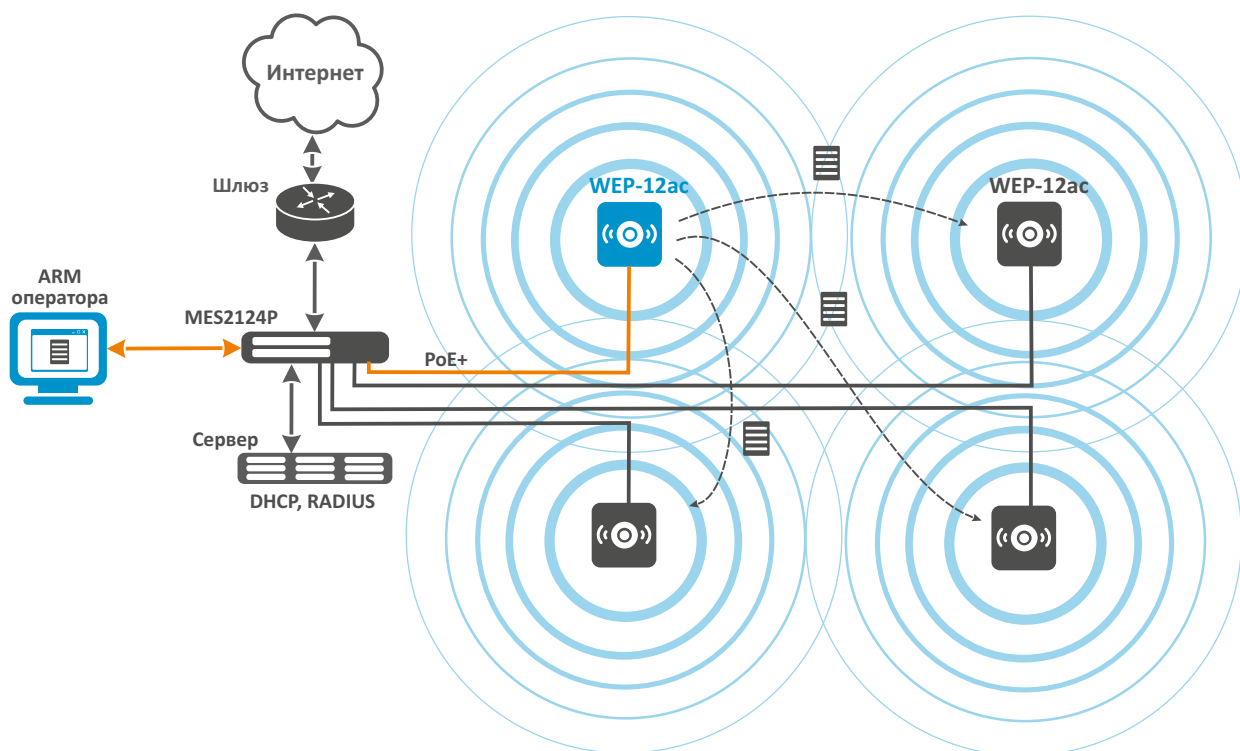 Интернет
Шлюз
WEP-12ac
WEP-12ac
ARM
оператора
MES2124P
PoE+
Сервер
DHCP, RADIUS